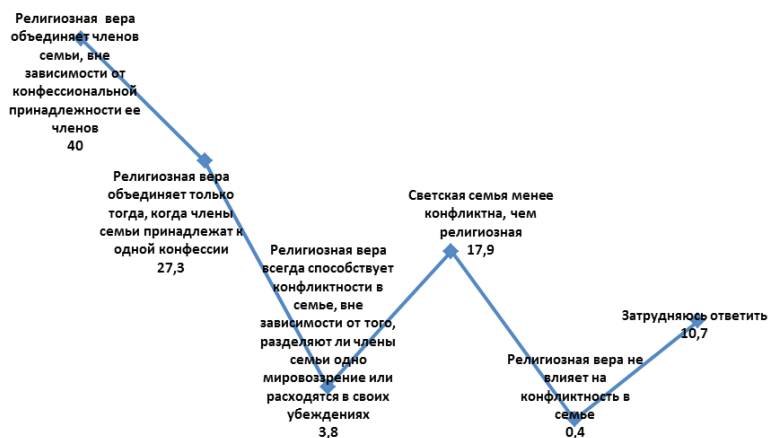 Религиозная вера
объединяет членов
семьи, вне
зависимости от
конфессиональной
принадлежности ее
членов
40
Религиозная вера
объединяет только
тогда, когда члены
семьи принадлежат к
одной конфессии
27,3
Религиозная вера
всегда способствует
конфликтности в
семье, вне
зависимости от того,
разделяют ли члены
семьи одно
мировоззрение или
расходятся в своих
убеждениях
3,8
Светская семья менее
конфликтна, чем
религиозная
17,9
Религиозная вера не
влияет на
конфликтность в
семье
0,4
Затрудняюсь ответить
10,7